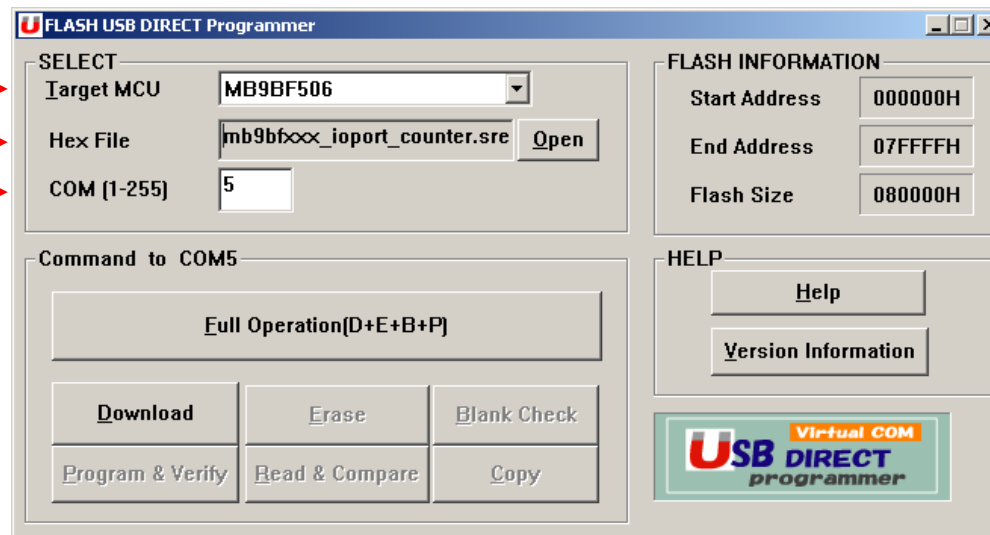 FLASH USB DIRECT Programmer
SELECT
Target MCU
MB9BF506
Hex File
mb9bfxxx_ioport_counter.sre
Open
COM (1-255)
5
FLASH INFORMATION
Start Address
000000H
End Address
07FFFFH
Flash Size
080000H
Command to COM5
Full Operation(D+E+B+P)
Download
Erase
Blank Check
Program & Verify
Read & Compare
Copy
HELP
Help
Version Information
Virtual COM
USB DIRECT
programmer